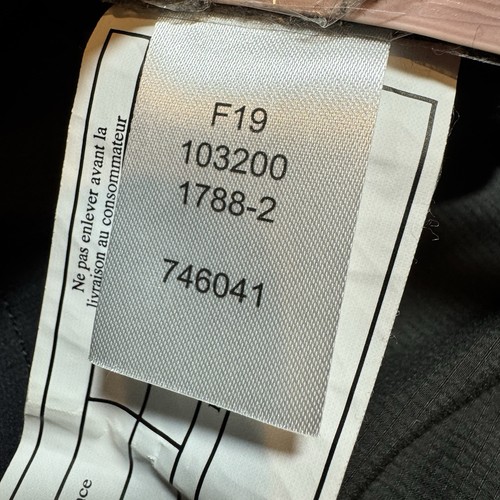 F19
103200
1788-2
746041
Ne pas enlever avant la
livraison au consommateur